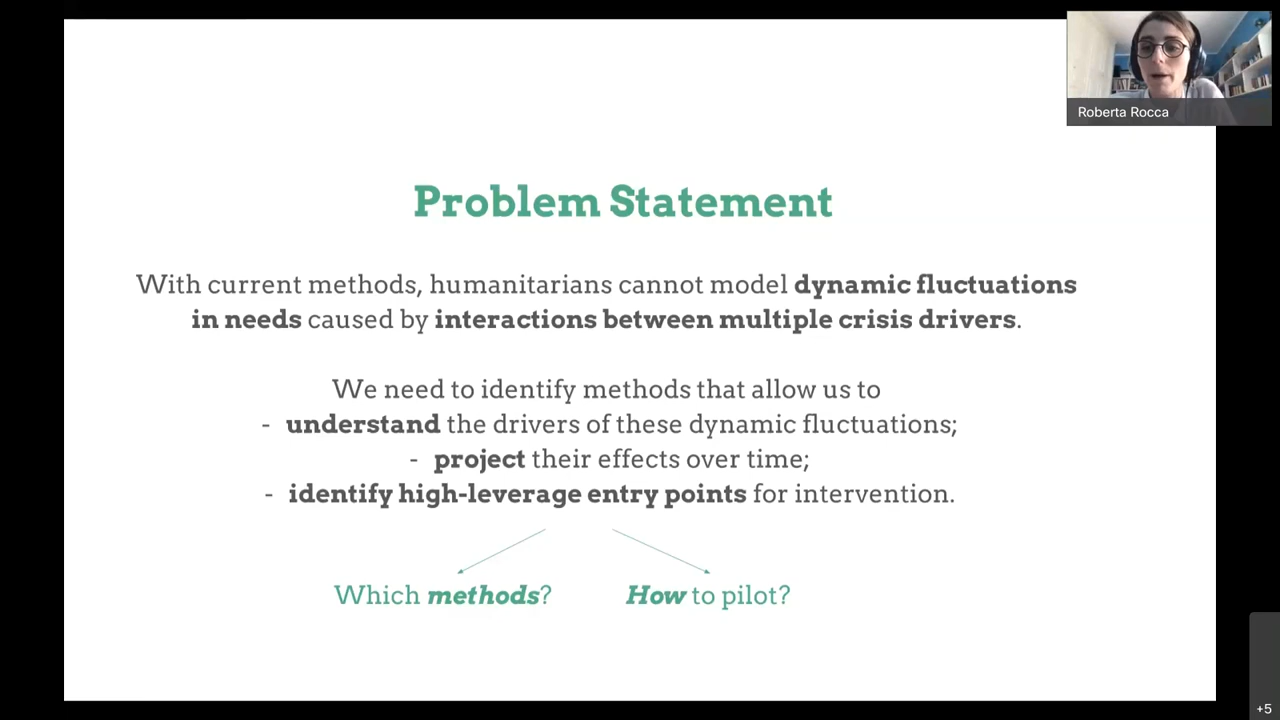 Roberta Rocca
Problem Statement
With current methods, humanitarians cannot model dynamic fluctuations
in needs caused by interactions between multiple crisis drivers.
We need to identify methods that allow us to
- understand the drivers of these dynamic fluctuations;
- project their effects over time;
- identify high-leverage entry points for intervention.
Which methods?
How to pilot?
+5